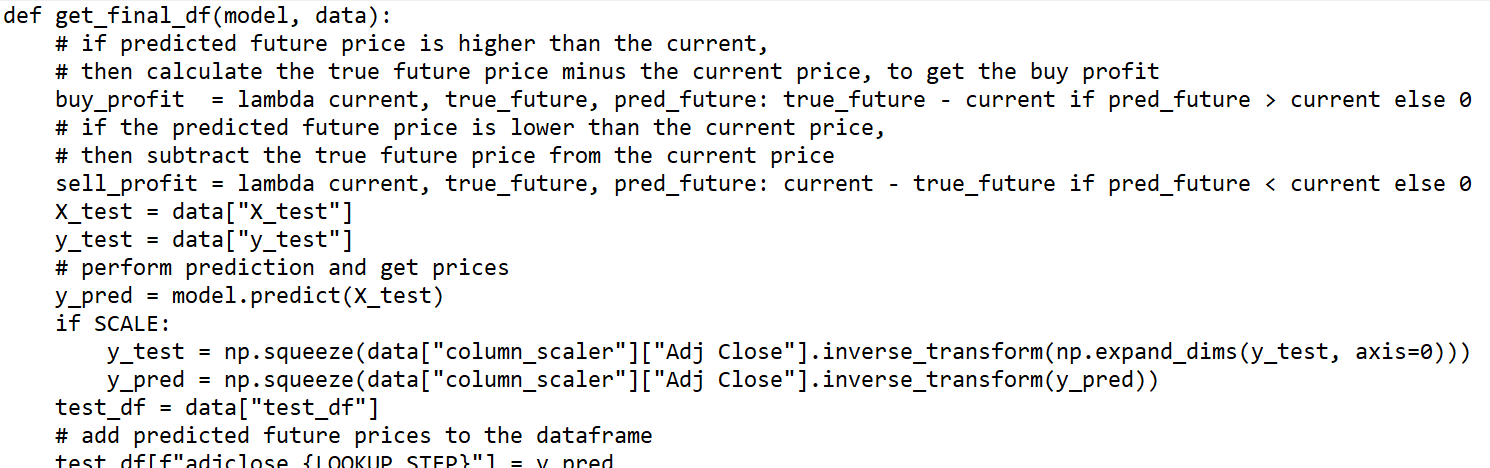 def get_final_df(model, data):
    # if predicted future price is higher than the current,
    # then calculate the true future price minus the current price, to get the buy profit
    buy_profit  = lambda current, true_future, pred_future: true_future - current if pred_future > current else 0
    # if the predicted future price is lower than the current price,
    # then subtract the true future price from the current price
    sell_profit = lambda current, true_future, pred_future: current - true_future if pred_future < current else 0
    X_test = data["X_test"]
    y_test = data["y_test"]
    # perform prediction and get prices
    y_pred = model.predict(X_test)
    if SCALE:
        y_test = np.squeeze(data["column_scaler"]["Adj Close"].inverse_transform(np.expand_dims(y_test, axis=0)))
        y_pred = np.squeeze(data["column_scaler"]["Adj Close"].inverse_transform(y_pred))
    test_df = data["test_df"]
    # add predicted future prices to the dataframe
    test_df[f"adjclose_{LOOKUP_STEP}"] = y_pred